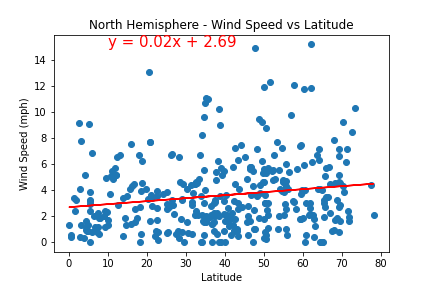 North Hemisphere - Wind Speed vs Latitude
y = 0.02x + 2.69
14
12
10
8
6
4
2
0
Wind Speed (mph)
0 10 20 30 40 50 60 70 80
Latitude